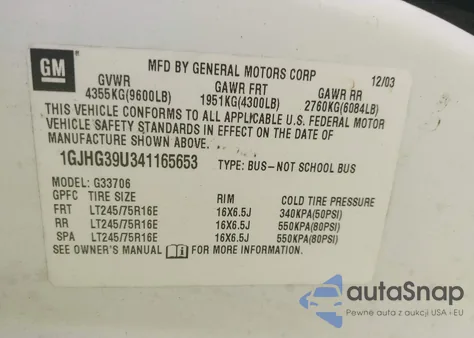 GM
MFD BY GENERAL MOTORS CORP 12/03
GVWR GAWR FRT GAWR RR
4355KG(9600LB) 1951KG(4300LB) 2760KG(6084LB)
THIS VEHICLE CONFORMS TO ALL APPLICABLE U.S. FEDERAL MOTOR
VEHICLE SAFETY STANDARDS IN EFFECT ON THE DATE OF
MANUFACTURE SHOWN ABOVE.
1GJHG39U341165653 TYPE: BUS-NOT SCHOOL BUS
MODEL: G33706
GPFC TIRE SIZE RIM COLD TIRE PRESSURE
FRT LT245/75R16E 16X6.5J 340KPA(50PSI)
RR LT245/75R16E 16X6.5J 550KPA(80PSI)
SPA LT245/75R16E 16X6.5J 550KPA(80PSI)
SEE OWNER'S MANUAL FOR MORE INFORMATION.
autaSnap
Pewne auta z aukcji USA - EU